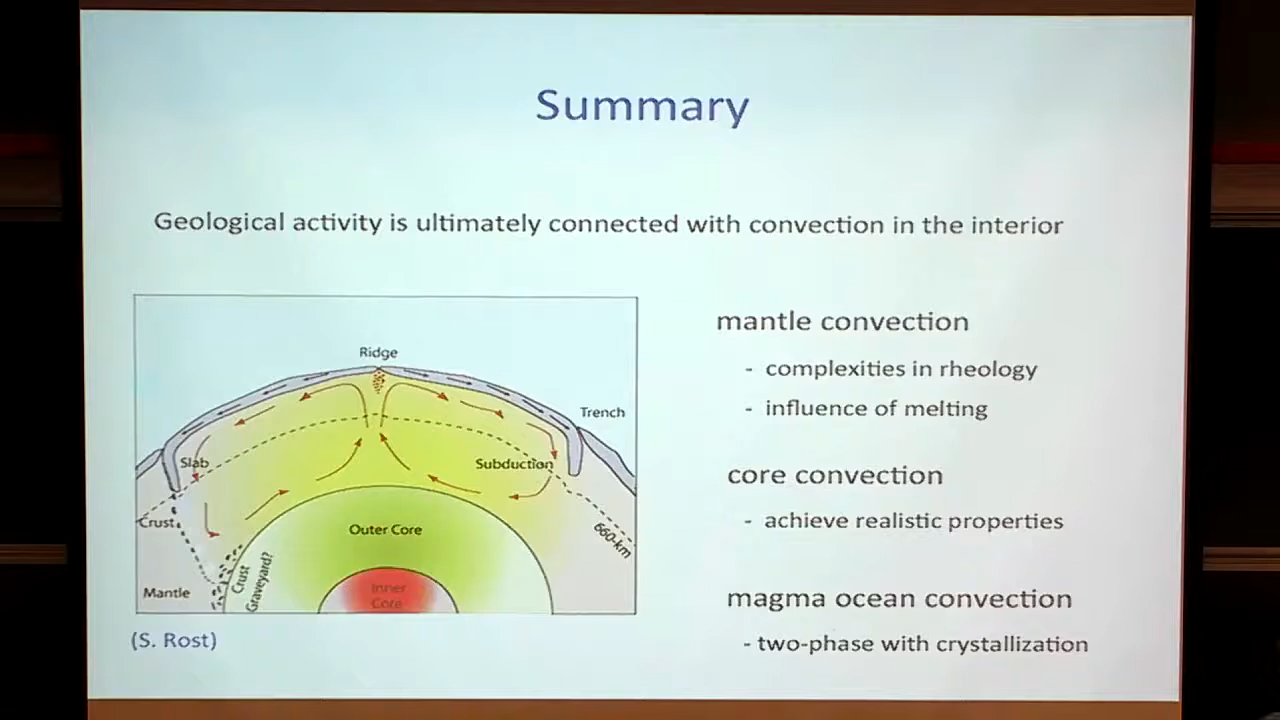 Summary
Geological activity is ultimately connected with convection in the interior
Ridge
Trench
Slab
Subduction
Crust
Outer Core
660-km
Crust
Graveyard?
Inner
Core
Mantle
(S. Rost)
mantle convection
- complexities in rheology
- influence of melting
core convection
- achieve realistic properties
magma ocean convection
- two-phase with crystallization